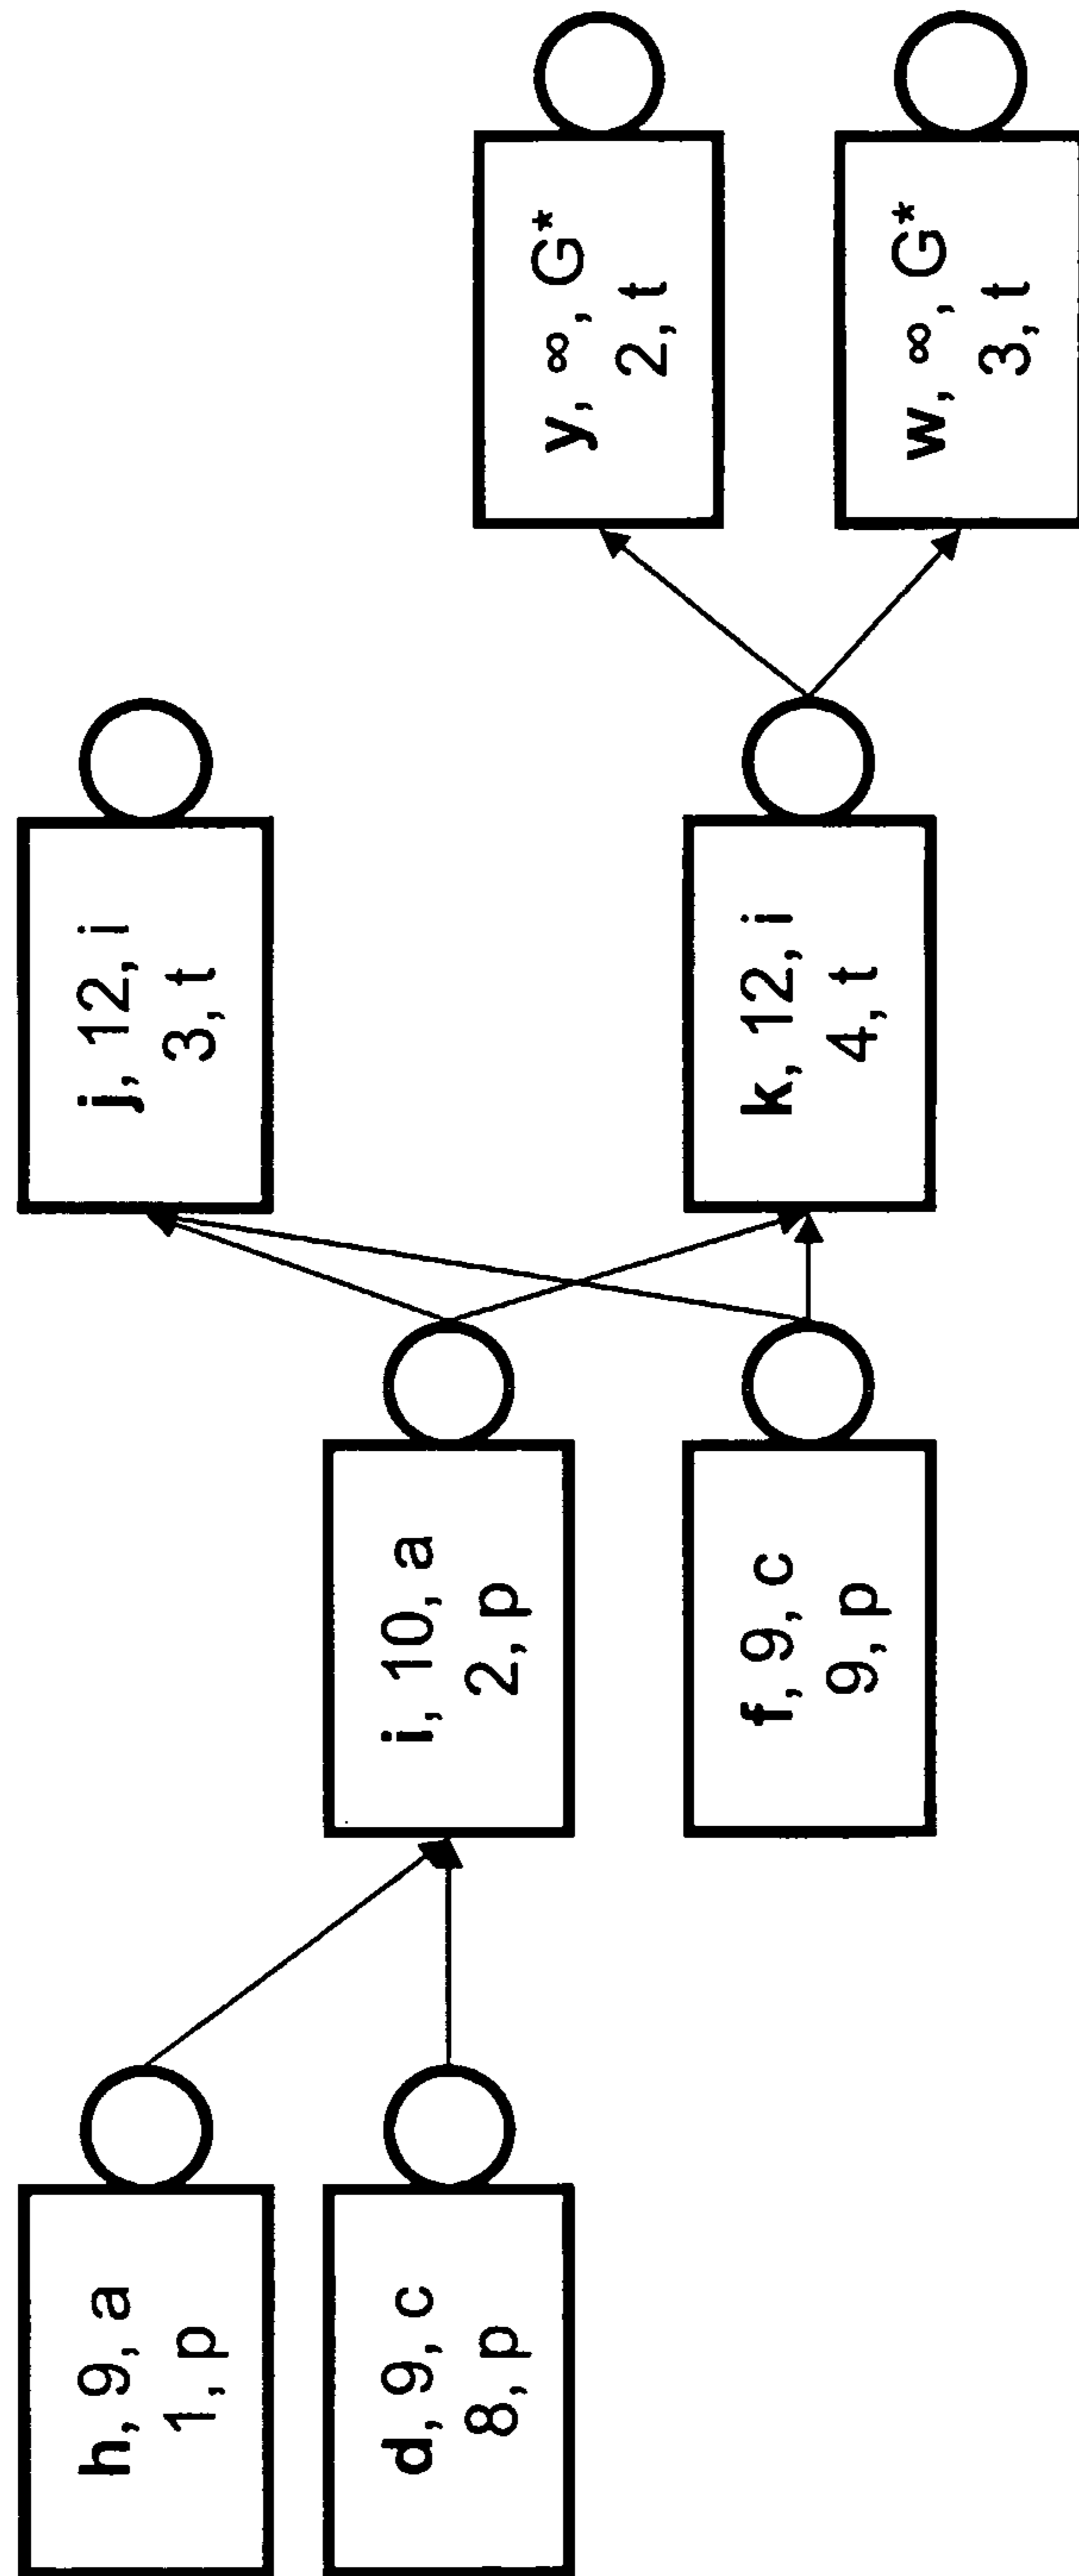 h, 9, a
1, p
d, 9, c
8, p
i, 10, a
2, p
f, 9, c
9, p
j, 12, i
3, t
k, 12, i
4, t
y, ∞, G*
2, t
w, ∞, G*
3, t